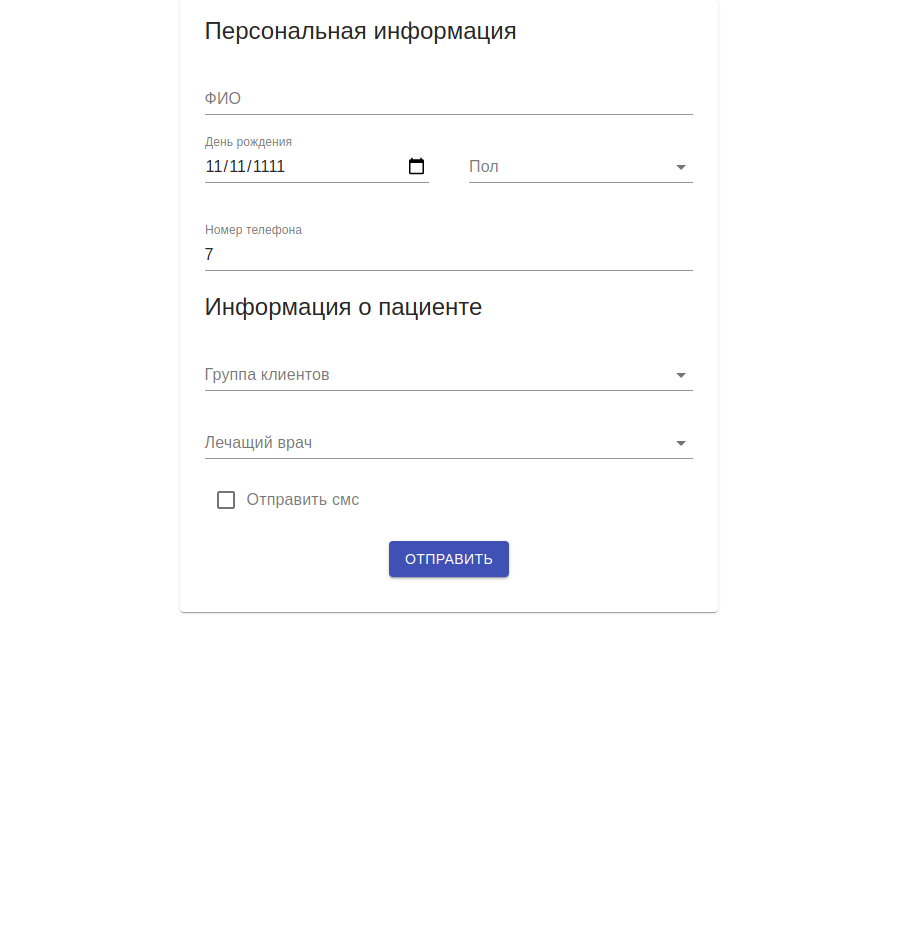 Персональная информация
ФИО
День рождения
11/11/1111
Пол
Номер телефона
7
Информация о пациенте
Группа клиентов
Лечащий врач
Отправить смс
ОТПРАВИТЬ